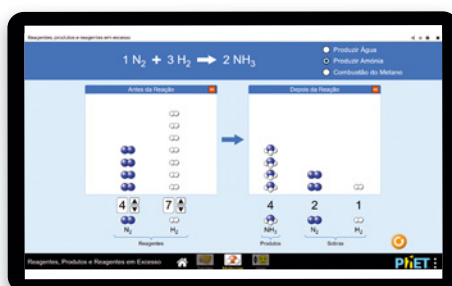 Reagentes, produtos e reagentes em excesso
1 N₂ + 3 H₂ → 2 NH₃
Produzir Água
Produzir Amônia
Combustão do Metano
Antes da Reação
Depois da Reação
4 7
N₂ H₂
Reagentes
4 2 1
NH₃ N₂ H₂
Produtos Sobras
Reagentes, Produtos e Reagentes em Excesso
Moléculas
PhET